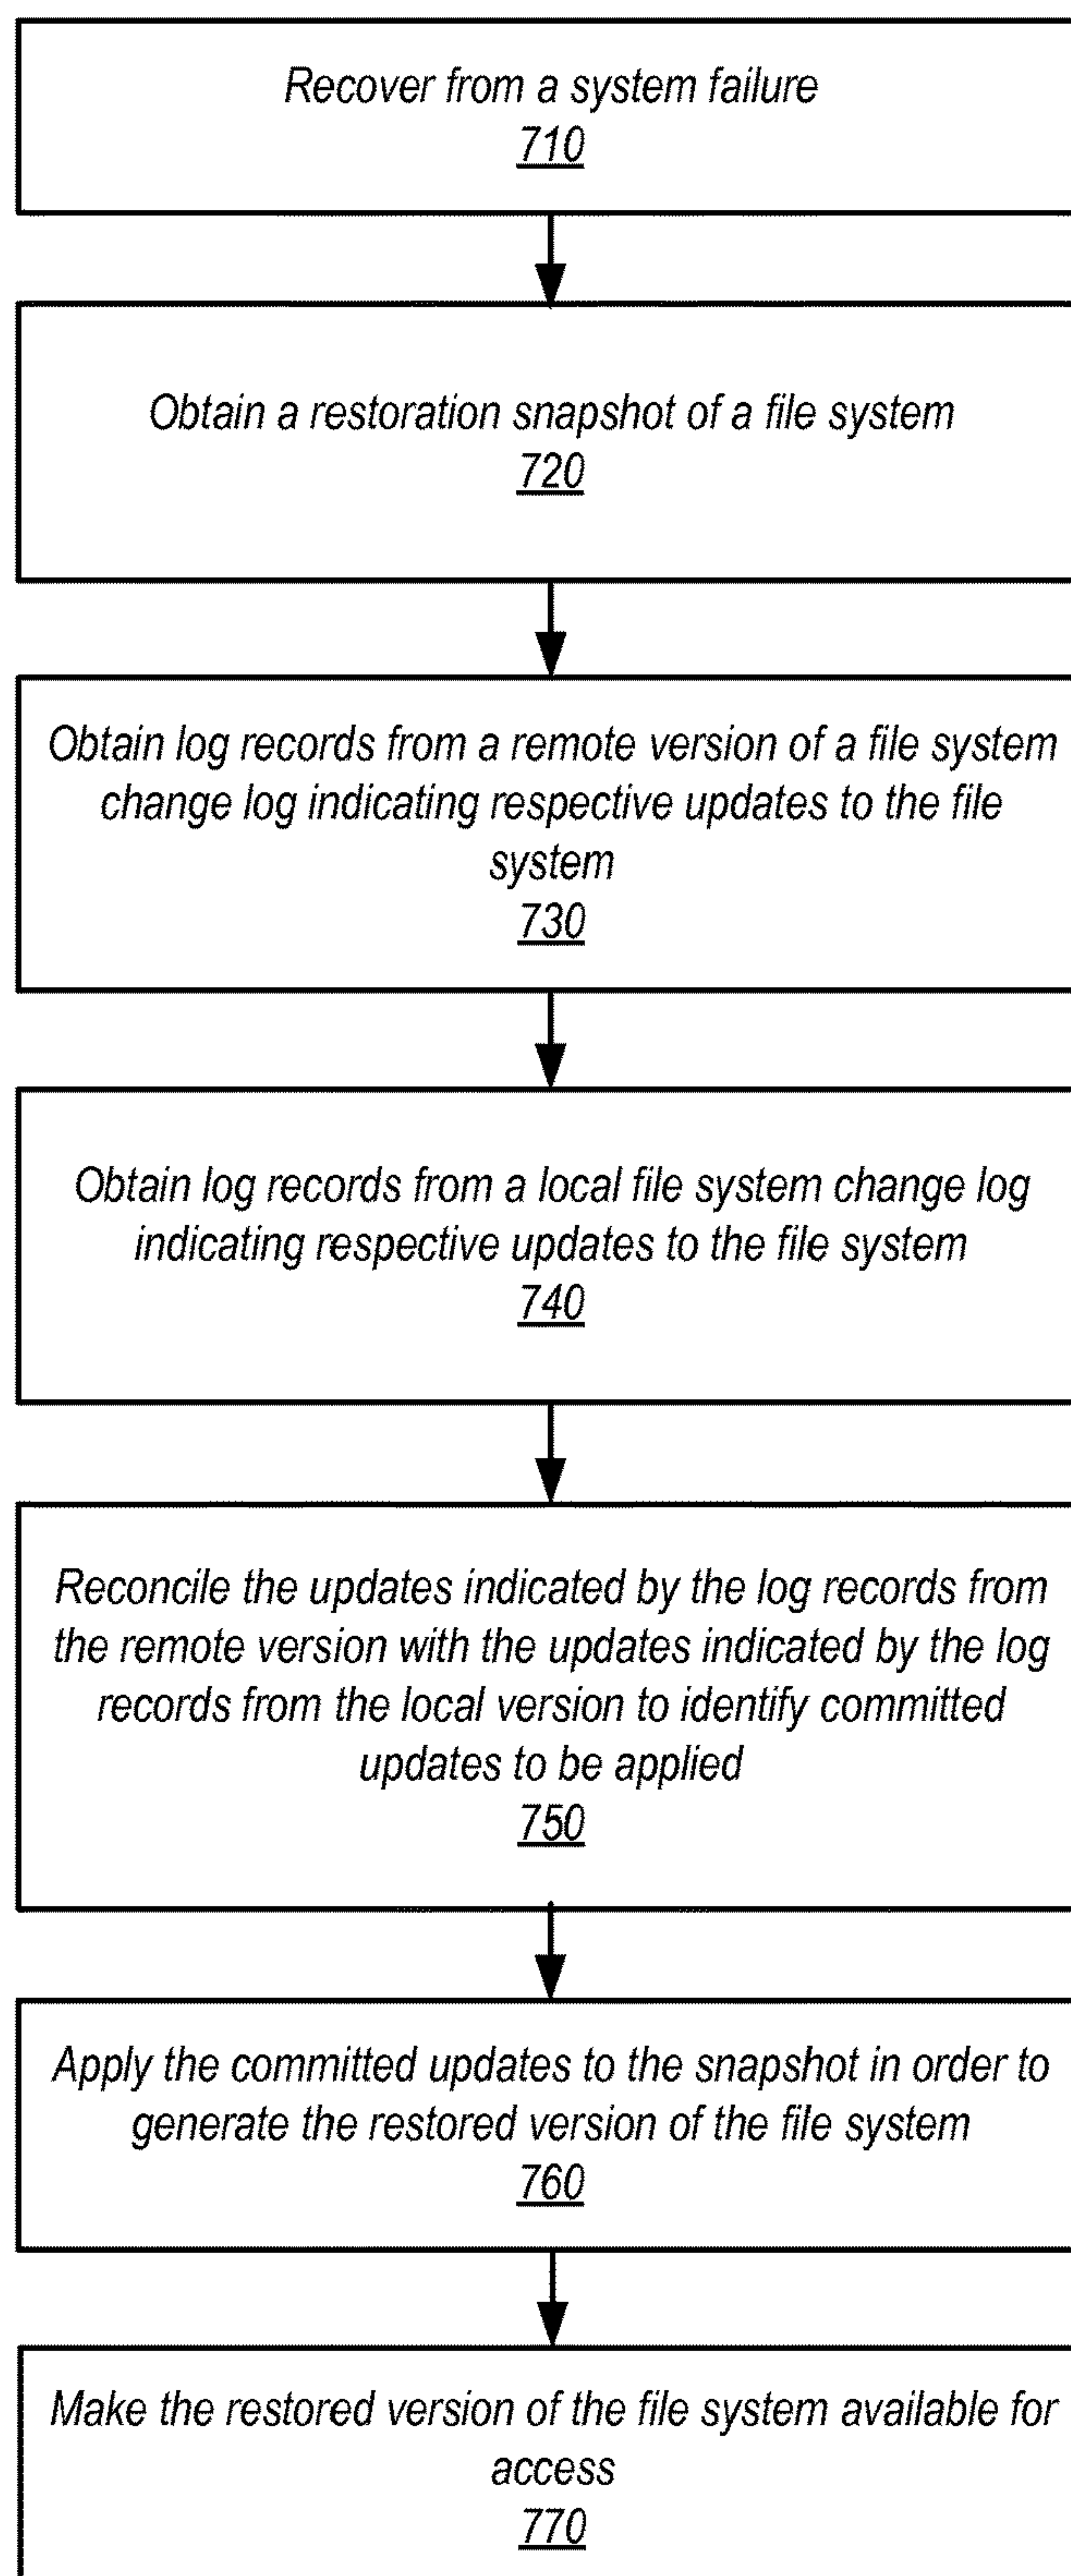 Recover from a system failure
710
Obtain a restoration snapshot of a file system
720
Obtain log records from a remote version of a file system
change log indicating respective updates to the file
system
730
Obtain log records from a local file system change log
indicating respective updates to the file system
740
Reconcile the updates indicated by the log records from
the remote version with the updates indicated by the log
records from the local version to identify committed
updates to be applied
750
Apply the committed updates to the snapshot in order to
generate the restored version of the file system
760
Make the restored version of the file system available for
access
770